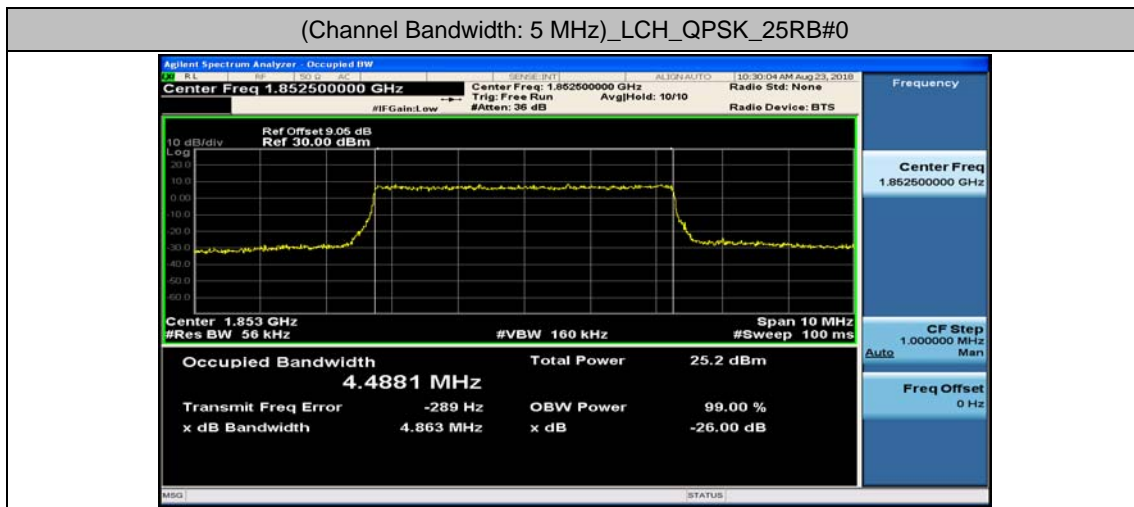 (Channel Bandwidth: 5 MHz)_LCH_QPSK_25RB#0
Agilent Spectrum Analyzer - Occupied BW
RL RF 50 Ω AC SENSE:INT ALIGN AUTO 10:30:04 AM Aug 23, 2018
Center Freq 1.852500000 GHz
Center Freq: 1.852500000 GHz
Radio Std: None
Trig: Free Run Avg|Hold: 10/10
#IFGain:Low #Atten: 36 dB Radio Device: BTS
Ref Offset 9.05 dB
10 dB/div Ref 30.00 dBm
Log
20.0
10.0
0.00
-10.0
-20.0
-30.0
-40.0
-50.0
-60.0
Center 1.853 GHz Span 10 MHz
#Res BW 56 kHz #VBW 160 kHz #Sweep 100 ms
Occupied Bandwidth Total Power 25.2 dBm
4.4881 MHz
Transmit Freq Error -289 Hz OBW Power 99.00 %
x dB Bandwidth 4.863 MHz x dB -26.00 dB
MSG STATUS
Frequency
Center Freq
1.852500000 GHz
CF Step
1.000000 MHz
Auto Man
Freq Offset
0 Hz